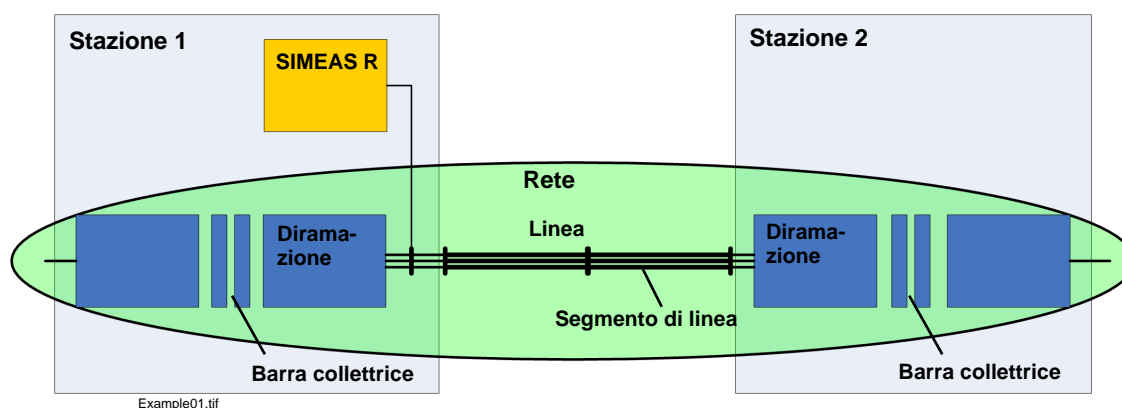 Stazione 1
SIMEAS R
Stazione 2
Rete
Dirama-
zione
Linea
Dirama-
zione
Segmento di linea
Barra collettrice
Barra collettrice
Example01.tif